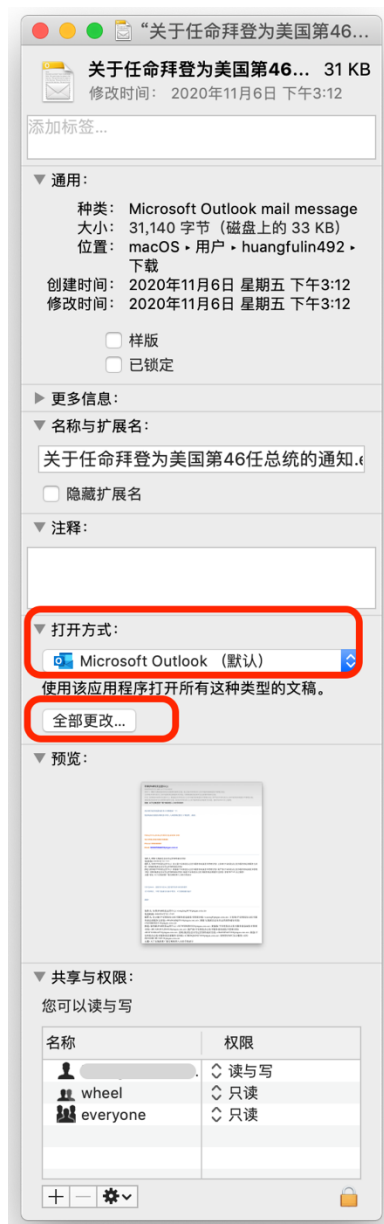 “关于任命拜登为美国第46...
关于任命拜登为美国第46... 31 KB
修改时间： 2020年11月6日 下午3:12
添加标签...
通用：
种类： Microsoft Outlook mail message
大小： 31,140 字节（磁盘上的 33 KB）
位置： macOS ▸ 用户 ▸ huangfulin492 ▸
下载
创建时间： 2020年11月6日 星期五 下午3:12
修改时间： 2020年11月6日 星期五 下午3:12
样版
已锁定
更多信息：
名称与扩展名：
关于任命拜登为美国第46任总统的通知.e
隐藏扩展名
注释：
打开方式：
Microsoft Outlook （默认）
使用该应用程序打开所有这种类型的文稿。
全部更改...
预览：
共享与权限：
您可以读与写
名称 权限
读与写
wheel 只读
everyone 只读